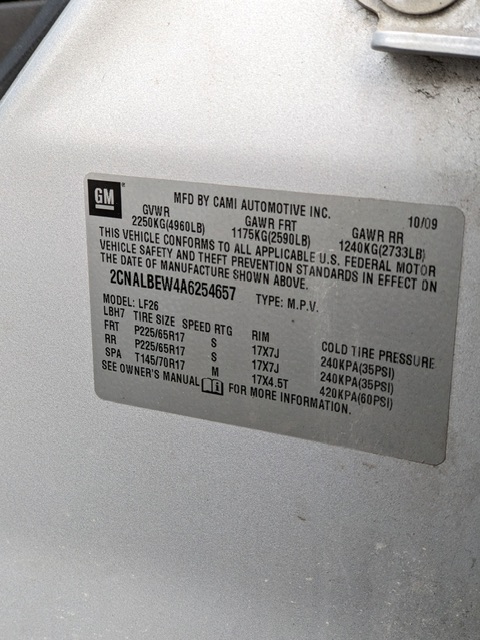 GM
MFD BY CAMI AUTOMOTIVE INC. 10/09
GVWR GAWR FRT GAWR RR
2250KG(4960LB) 1175KG(2590LB) 1240KG(2733LB)
THIS VEHICLE CONFORMS TO ALL APPLICABLE U.S. FEDERAL MOTOR
VEHICLE SAFETY AND THEFT PREVENTION STANDARDS IN EFFECT ON
THE DATE OF MANUFACTURE SHOWN ABOVE.
2CNALBEW4A6254657 TYPE: M.P.V.
MODEL: LF26
LBH7 TIRE SIZE SPEED RTG RIM COLD TIRE PRESSURE
FRT P225/65R17 S 17X7J 240KPA(35PSI)
RR P225/65R17 S 17X7J 240KPA(35PSI)
SPA T145/70R17 M 17X4.5T 420KPA(60PSI)
SEE OWNER'S MANUAL FOR MORE INFORMATION.